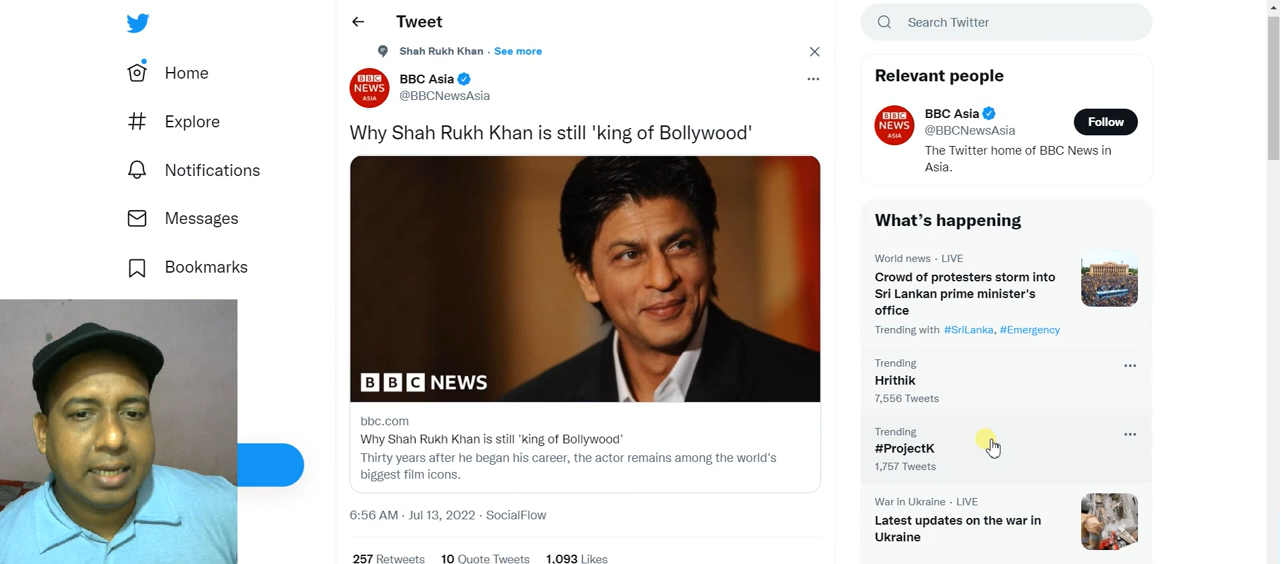 Home
Explore
Notifications
Messages
Bookmarks
Tweet
Shah Rukh Khan · See more
BBC Asia
@BBCNewsAsia
BBC
NEWS
ASIA
Why Shah Rukh Khan is still 'king of Bollywood'
BBC NEWS
bbc.com
Why Shah Rukh Khan is still 'king of Bollywood'
Thirty years after he began his career, the actor remains among the world's
biggest film icons.
6:56 AM · Jul 13, 2022 · SocialFlow
257 Retweets 10 Quote Tweets 1,093 Likes
Search Twitter
Relevant people
BBC
NEWS
ASIA
BBC Asia
@BBCNewsAsia
Follow
The Twitter home of BBC News in
Asia.
What's happening
World news · LIVE
Crowd of protesters storm into
Sri Lankan prime minister's
office
Trending with #SriLanka, #Emergency
Trending
Hrithik
7,556 Tweets
Trending
#ProjectK
1,757 Tweets
War in Ukraine · LIVE
Latest updates on the war in
Ukraine